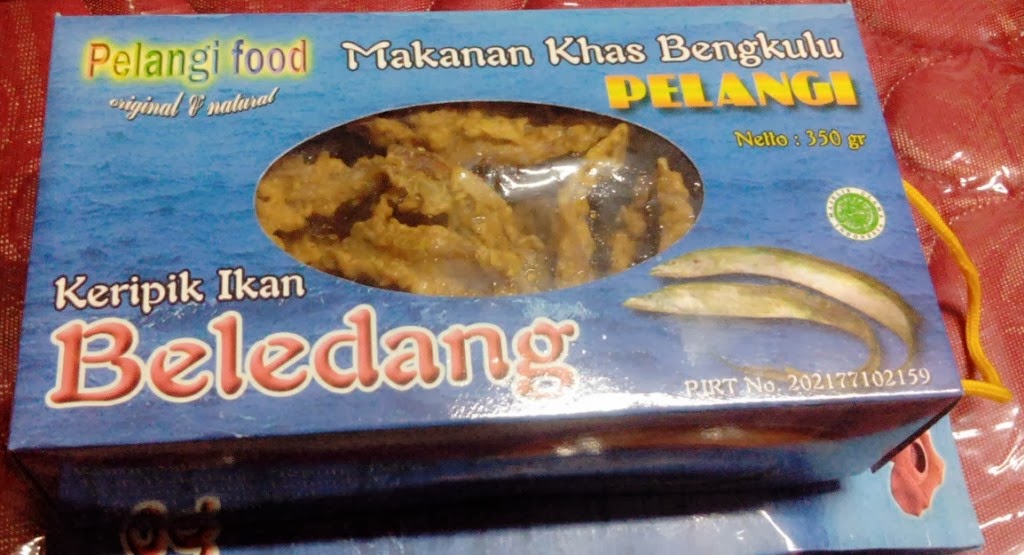 Pelangi food
original & natural
Makanan Khas Bengkulu
PELANGI
Netto : 350 gr
Keripik Ikan
Beledang
PIRT No. 202177102159